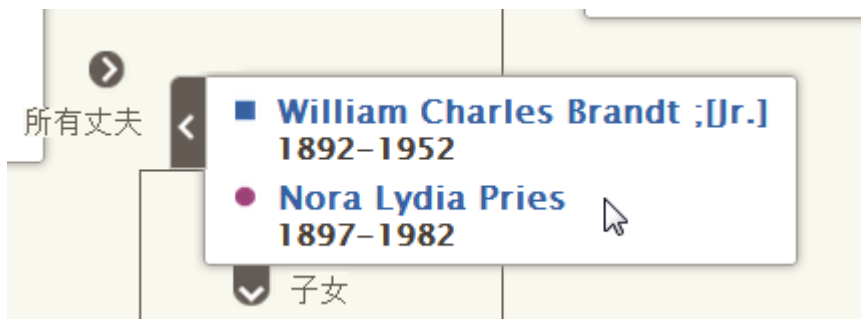 所有丈夫
William Charles Brandt ;[Jr.]
1892–1952
Nora Lydia Pries
1897–1982
子女